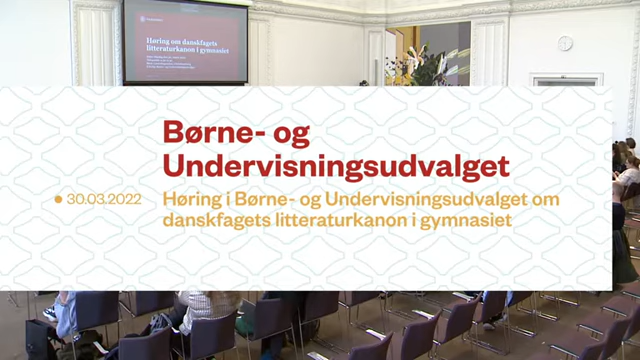 Høring om danskfagets
litteraturkanon i gymnasiet
Børne- og
Undervisningsudvalget
30.03.2022
Høring i Børne- og Undervisningsudvalget om
danskfagets litteraturkanon i gymnasiet